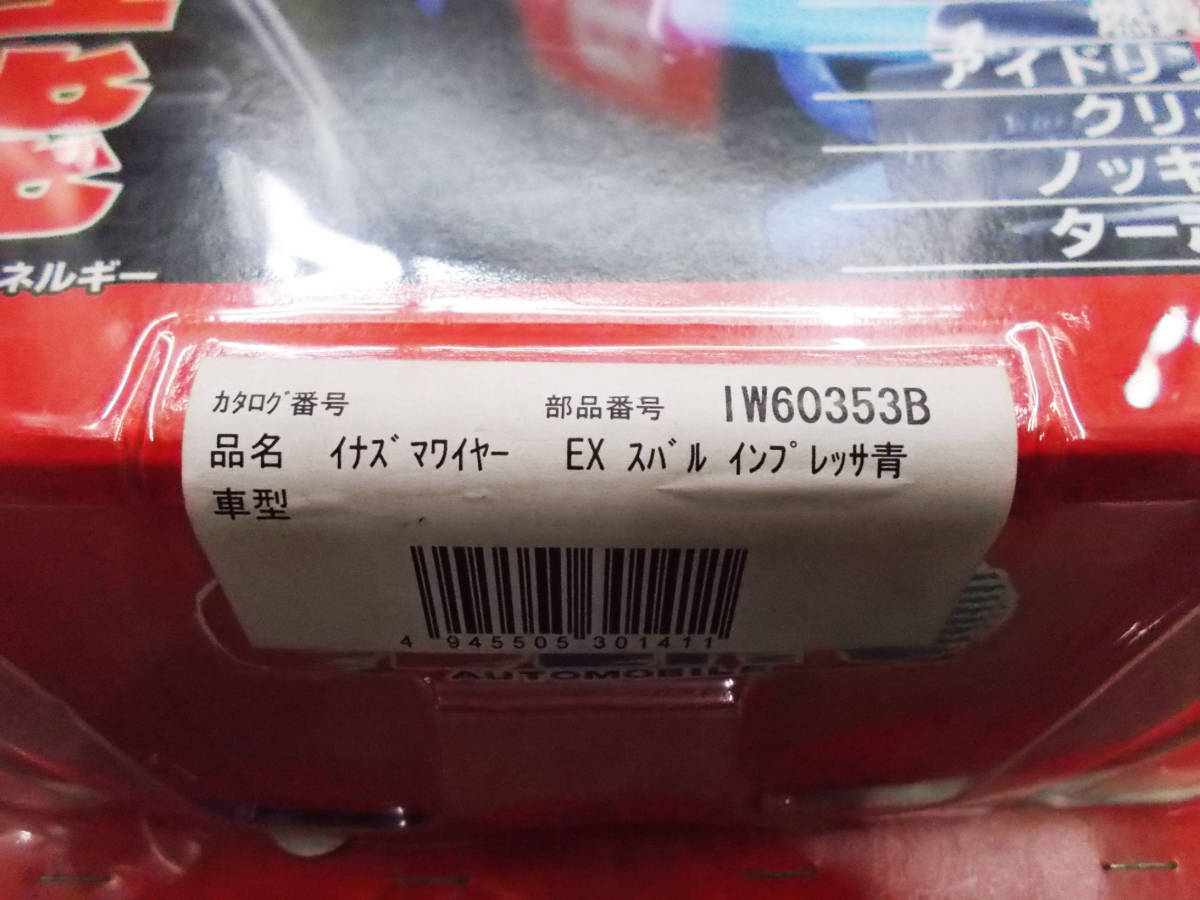 アイドリン
クリ
ノッキ
ター
ネルギー
ｶﾀﾛｸﾞ番号 部品番号 IW60353B
品名 ｲﾅｽﾞﾏﾜｲﾔｰ EX ｽﾊﾞﾙ ｲﾝﾌﾟﾚｯｻ青
車型
4 945505 301411
AUTOMOBILE